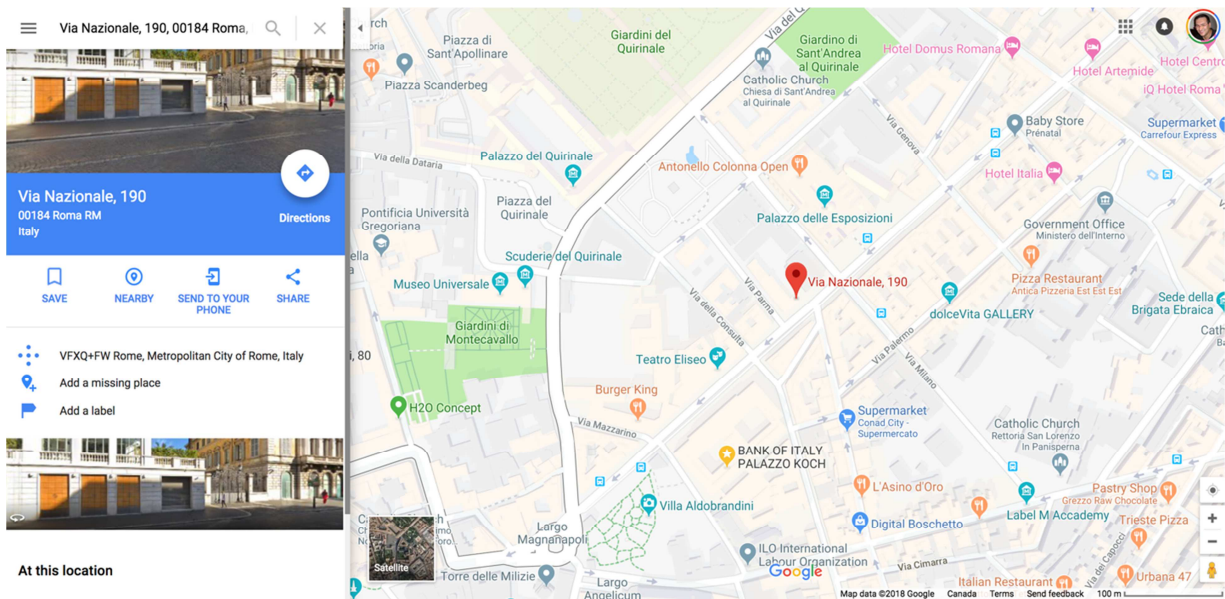 Via Nazionale, 190, 00184 Roma,
Via Nazionale, 190
00184 Roma RM
Italy
Directions
SAVE
NEARBY
SEND TO YOUR
PHONE
SHARE
VFXQ+FW Rome, Metropolitan City of Rome, Italy
Add a missing place
Add a label
At this location
Piazza di
Sant'Apollinare
Piazza Scanderbeg
Giardini del
Quirinale
Via del Q
Giardino di
Sant'Andrea
al Quirinale
Catholic Church
Chiesa di Sant'Andrea
al Quirinale
Hotel Domus Romana
Hotel Artemide
Hotel Centro
iQ Hotel Roma
Supermarket
Carrefour Express
Baby Store
Prénatal
Via Genova
Via della Dataria
Palazzo del Quirinale
Antonello Colonna Open
Hotel Italia
Pontificia Università
Gregoriana
Piazza del
Quirinale
Palazzo delle Esposizioni
Government Office
Ministero dell'Interno
Scuderie del Quirinale
Museo Universale
Via Nazionale, 190
Pizza Restaurant
Antica Pizzeria Est Est Est
Via Parma
Via della Consulta
dolceVita GALLERY
Sede della
Brigata Ebraica
Giardini di
Montecavallo
i, 80
Teatro Eliseo
Via Palermo
Via Milano
Burger King
H2O Concept
Via Mazzarino
Supermarket
Conad City -
Supermercato
Catholic Church
Rettoria San Lorenzo
In Panisperna
BANK OF ITALY
PALAZZO KOCH
L'Asino d'Oro
Pastry Shop
Grezzo Raw Chocolate
Villa Aldobrandini
Label M Accademy
Trieste Pizza
Digital Boschetto
Largo
Magnanapoli
Satellite
ILO International
Labour Organization
Google
Via Cimarra
Via dei Capocci
Torre delle Milizie
Largo
Angelicum
Italian Restaurant
Urbana 47
Map data ©2018 Google
Canada
Terms
Send feedback
100 m